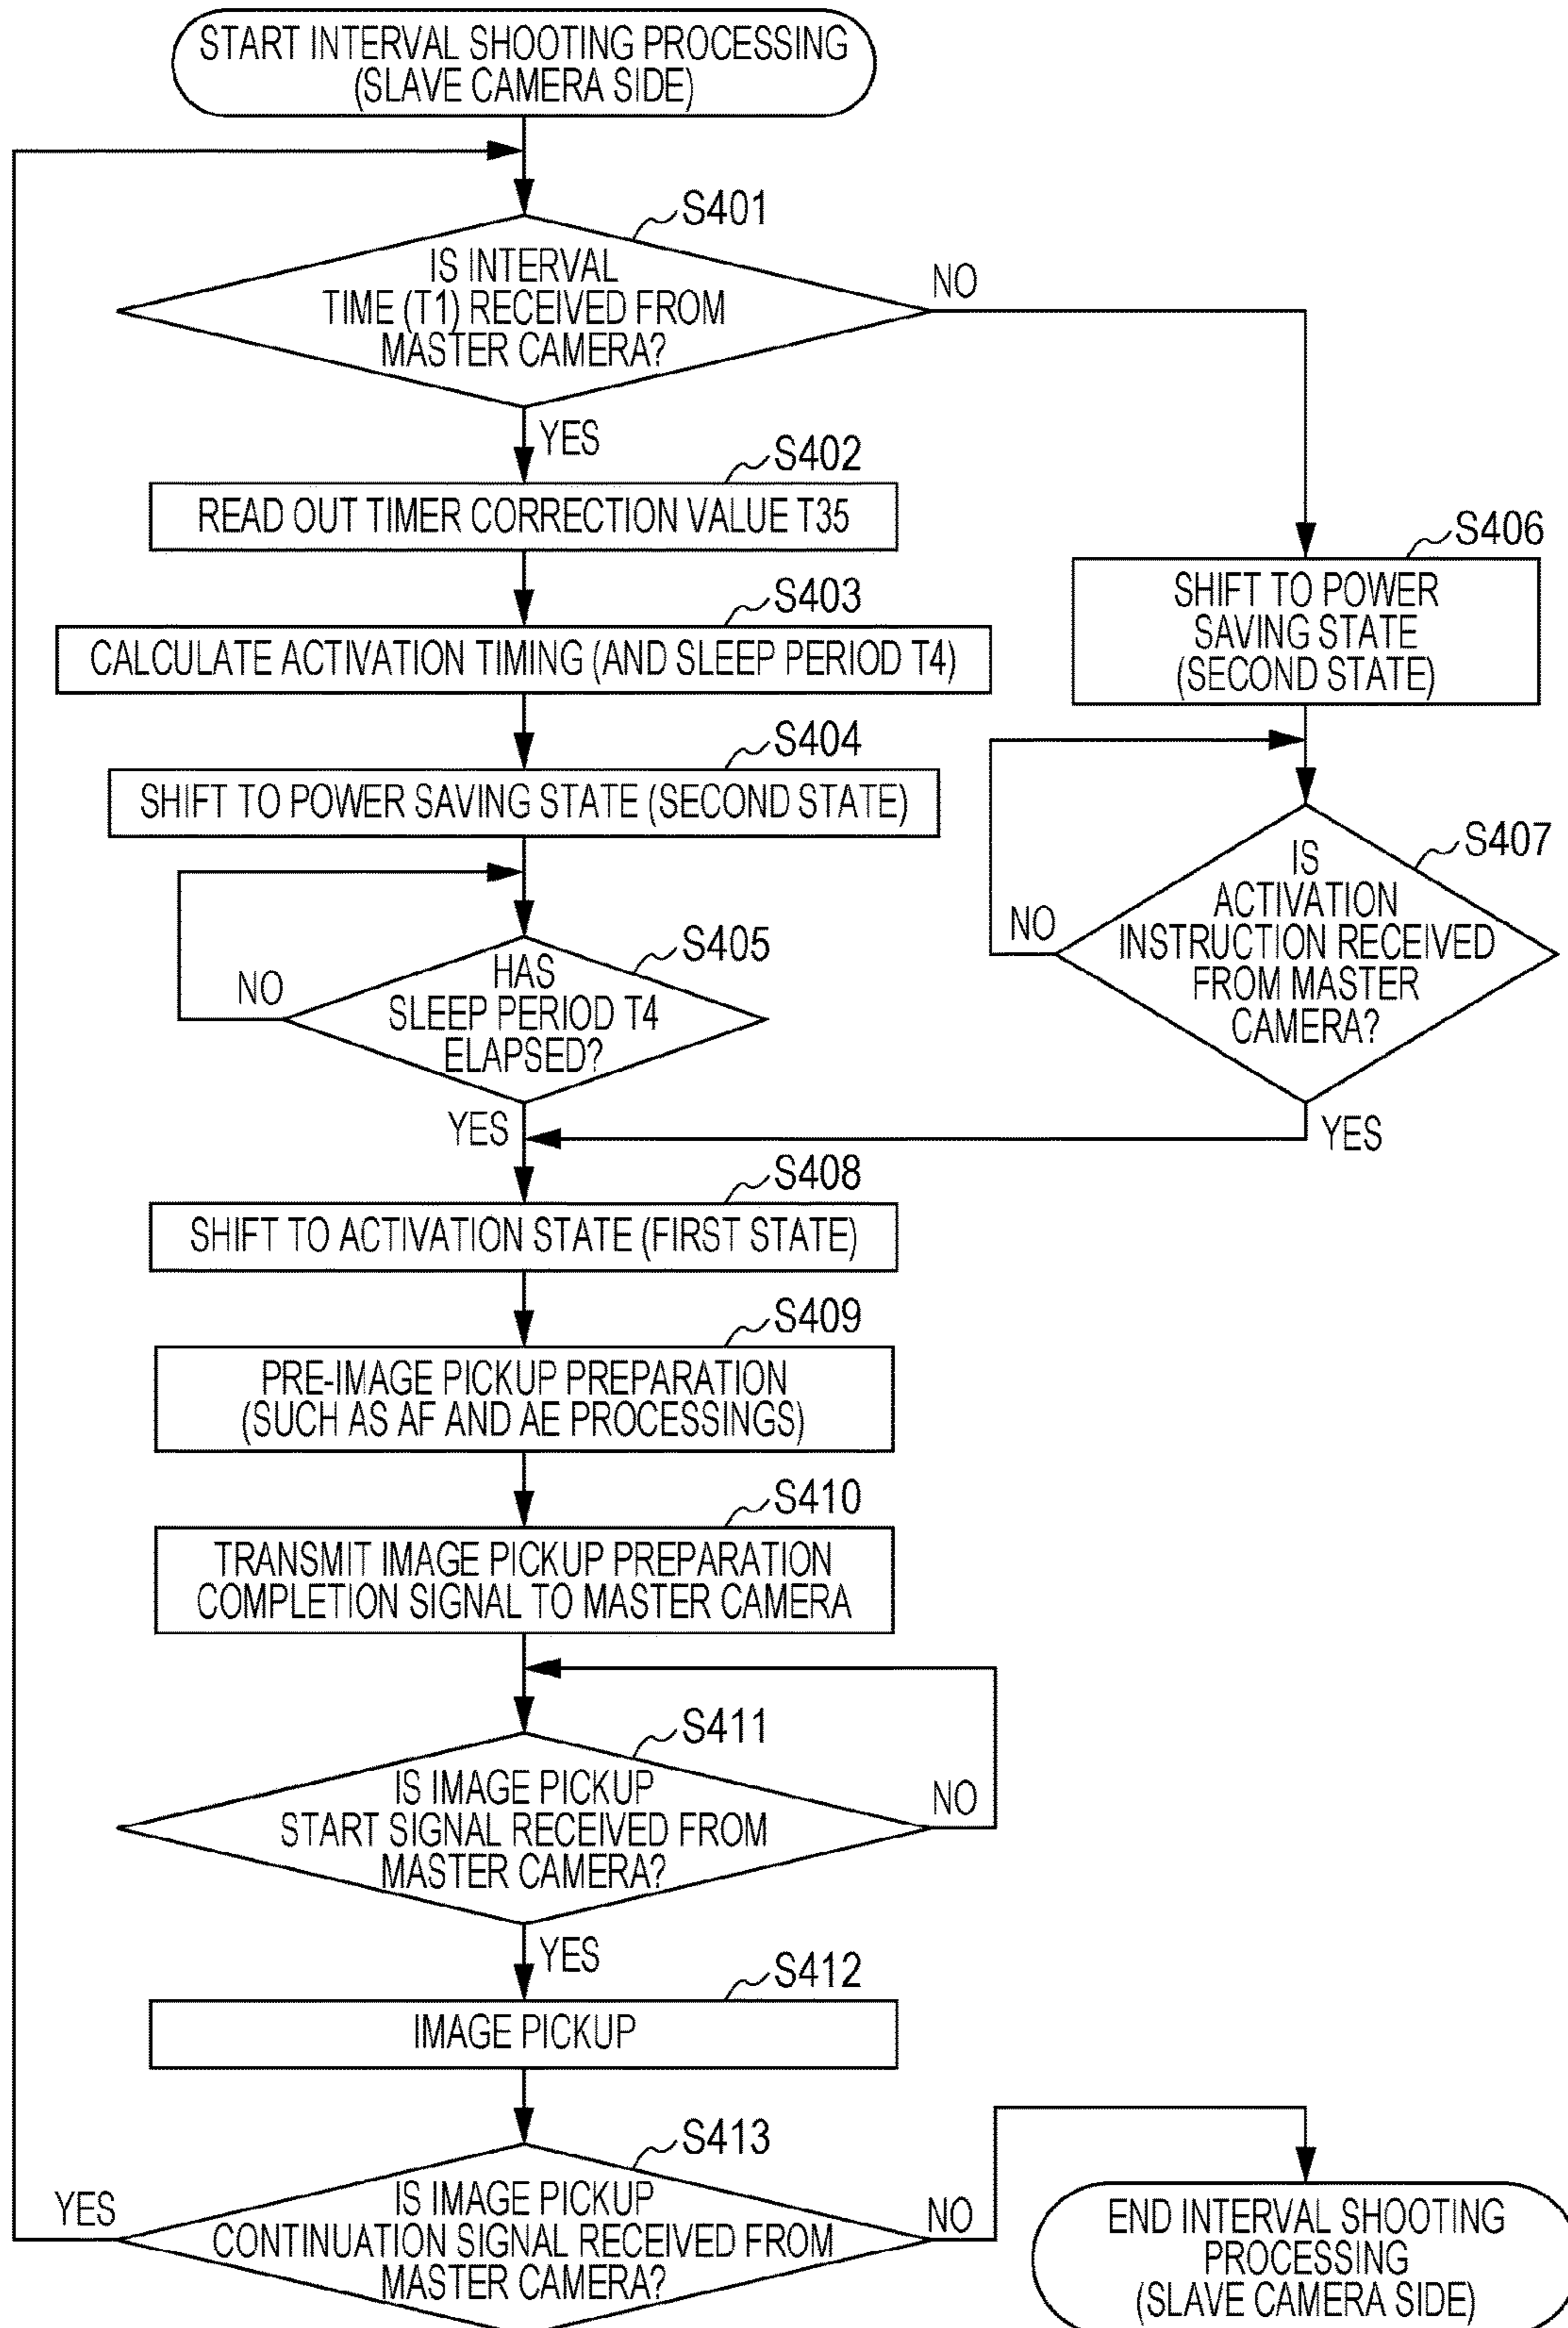 START INTERVAL SHOOTING PROCESSING
(SLAVE CAMERA SIDE)
S401
IS INTERVAL
TIME (T1) RECEIVED FROM
MASTER CAMERA?
NO
YES
S402
READ OUT TIMER CORRECTION VALUE T35
S403
CALCULATE ACTIVATION TIMING (AND SLEEP PERIOD T4)
S404
SHIFT TO POWER SAVING STATE (SECOND STATE)
S405
HAS
SLEEP PERIOD T4
ELAPSED?
NO
YES
S406
SHIFT TO POWER
SAVING STATE
(SECOND STATE)
S407
IS
ACTIVATION
INSTRUCTION RECEIVED
FROM MASTER
CAMERA?
NO
YES
S408
SHIFT TO ACTIVATION STATE (FIRST STATE)
S409
PRE-IMAGE PICKUP PREPARATION
(SUCH AS AF AND AE PROCESSINGS)
S410
TRANSMIT IMAGE PICKUP PREPARATION
COMPLETION SIGNAL TO MASTER CAMERA
S411
IS IMAGE PICKUP
START SIGNAL RECEIVED FROM
MASTER CAMERA?
NO
YES
S412
IMAGE PICKUP
S413
IS IMAGE PICKUP
CONTINUATION SIGNAL RECEIVED FROM
MASTER CAMERA?
YES
NO
END INTERVAL SHOOTING
PROCESSING
(SLAVE CAMERA SIDE)